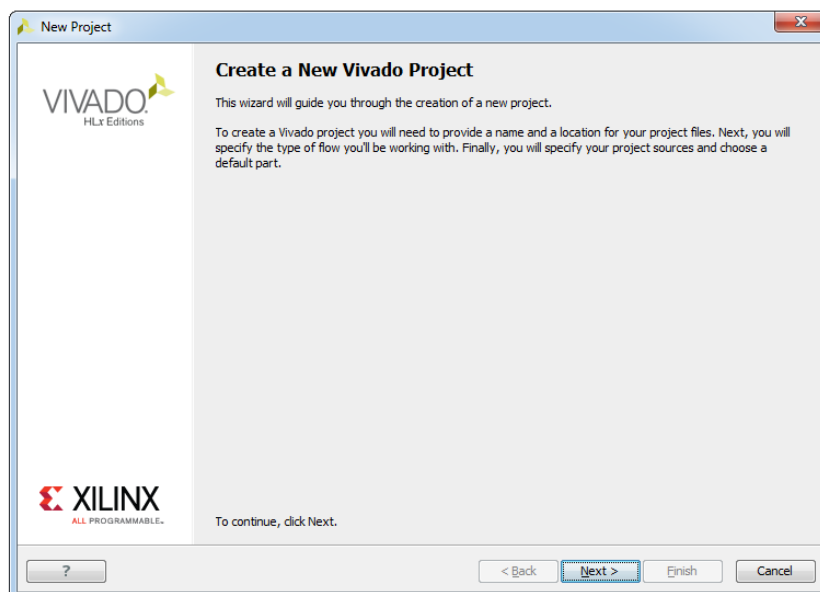 New Project
VIVADO
HLx Editions
Create a New Vivado Project
This wizard will guide you through the creation of a new project.
To create a Vivado project you will need to provide a name and a location for your project files. Next, you will
specify the type of flow you'll be working with. Finally, you will specify your project sources and choose a
default part.
XILINX
ALL PROGRAMMABLE™
To continue, click Next.
?
< Back
Next >
Finish
Cancel